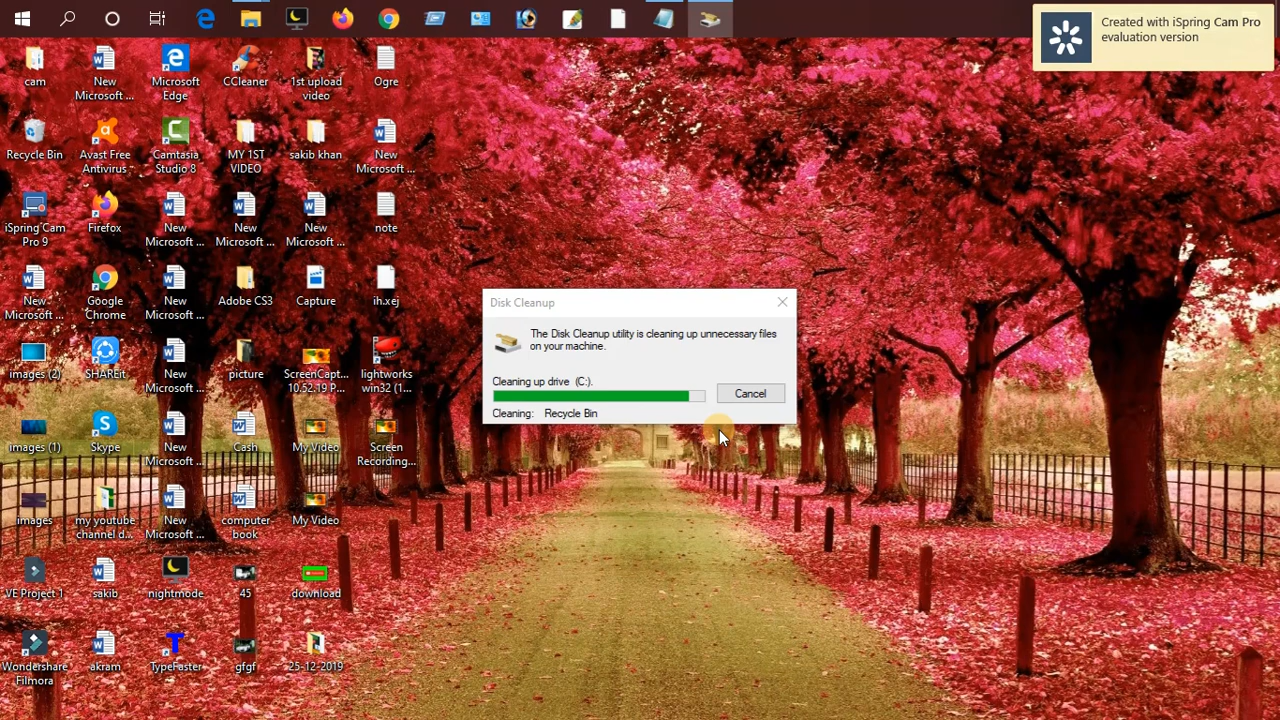 Created with iSpring Cam Pro
evaluation version
cam
New
Microsoft ...
Microsoft
Edge
CCleaner
1st upload
video
Ogre
Recycle Bin
Avast Free
Antivirus
Camtasia
Studio 8
MY 1ST
VIDEO
sakib khan
New
Microsoft ...
iSpring Cam
Pro 9
Firefox
New
Microsoft ...
New
Microsoft ...
New
Microsoft ...
note
New
Microsoft ...
Google
Chrome
New
Microsoft ...
Adobe CS3
Capture
ih.xej
Disk Cleanup
The Disk Cleanup utility is cleaning up unnecessary files
on your machine.
Cleaning up drive (C:).
Cancel
Cleaning: Recycle Bin
images (2)
SHAREit
New
Microsoft ...
picture
ScreenCapt...
10.52.19 P...
lightworks
win32 (1...
images (1)
Skype
New
Microsoft ...
Cash
My Video
Screen
Recording...
images
my youtube
channel d...
New
Microsoft ...
computer-
book
My Video
VE Project 1
sakib
nightmode
45
download
Wondershare
Filmora
akram
TypeFaster
gfgf
25-12-2019